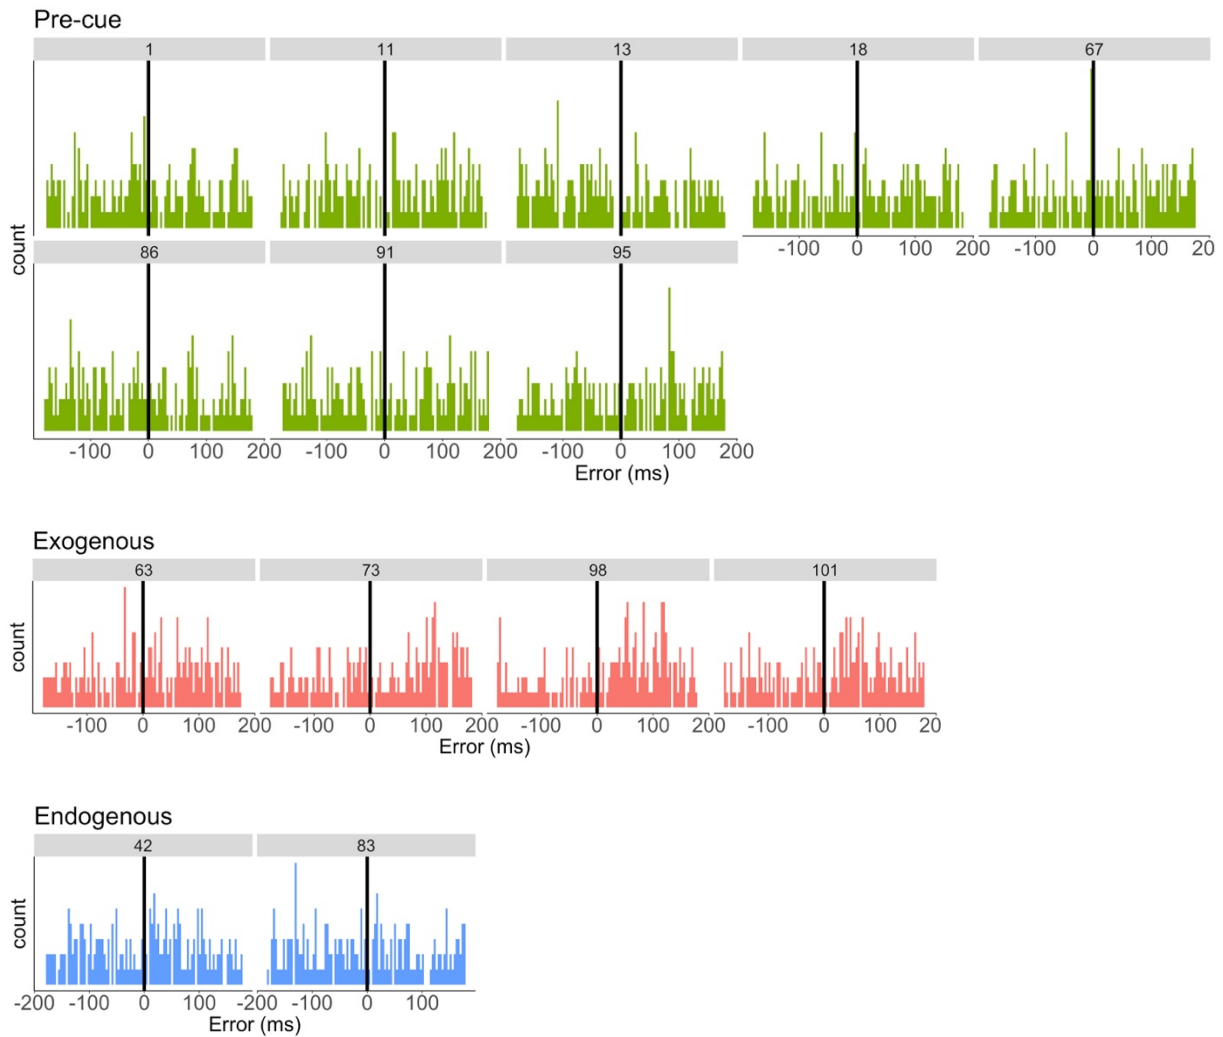 Pre-cue
1 11 13 18 67
count
-100 0 100 200 -100 0 100 20
86 91 95
-100 0 100 200 -100 0 100 200 -100 0 100 200
Error (ms)
Exogenous
63 73 98 101
count
-100 0 100 200 -100 0 100 200 -100 0 100 200 -100 0 100 20
Error (ms)
Endogenous
42 83
count
-200 -100 0 100 -200 -100 0 100
Error (ms)